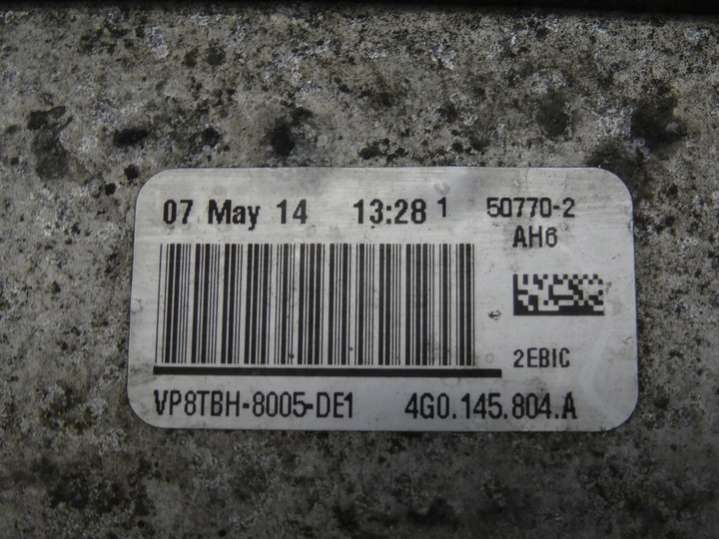 07 May 14 13:28 1 50770-2
AH6
2EBIC
VP8TBH-8005-DE1 4G0.145.804.A